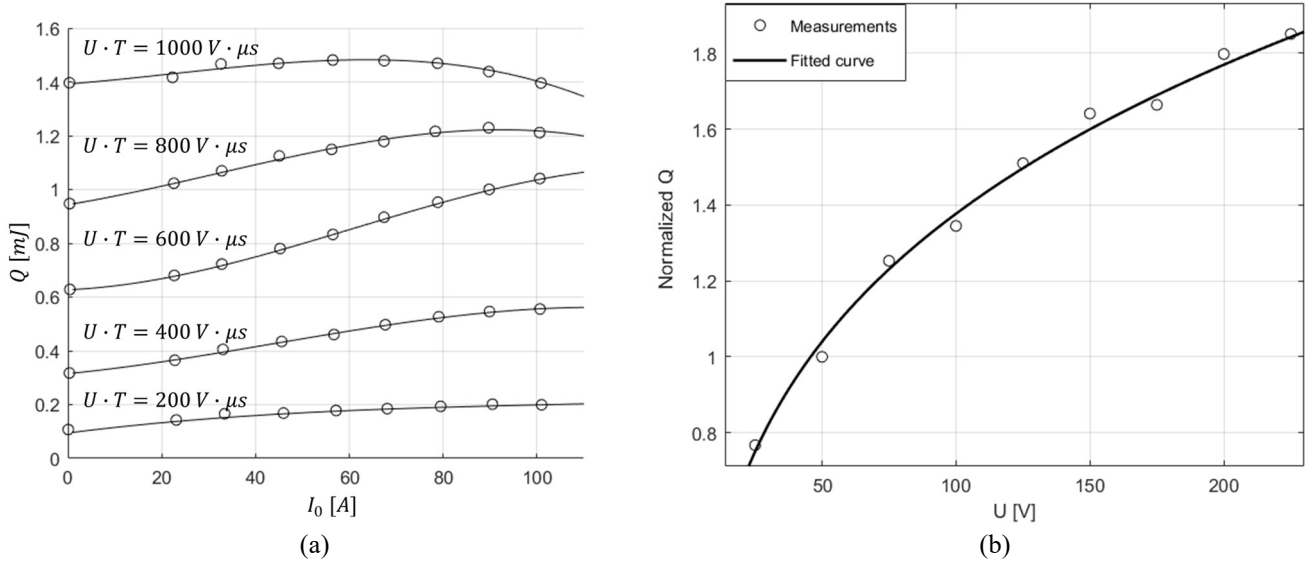 1.6
U · T = 1000 V · μs
1.4
1.2
U · T = 800 V · μs
1
Q [mJ]
U · T = 600 V · μs
0.8
0.6
U · T = 400 V · μs
0.4
U · T = 200 V · μs
0.2
0
0 20 40 60 80 100
I₀ [A]
(a)
Measurements
Fitted curve
1.8
1.6
Normalized Q
1.4
1.2
1
0.8
50 100 150 200
U [V]
(b)